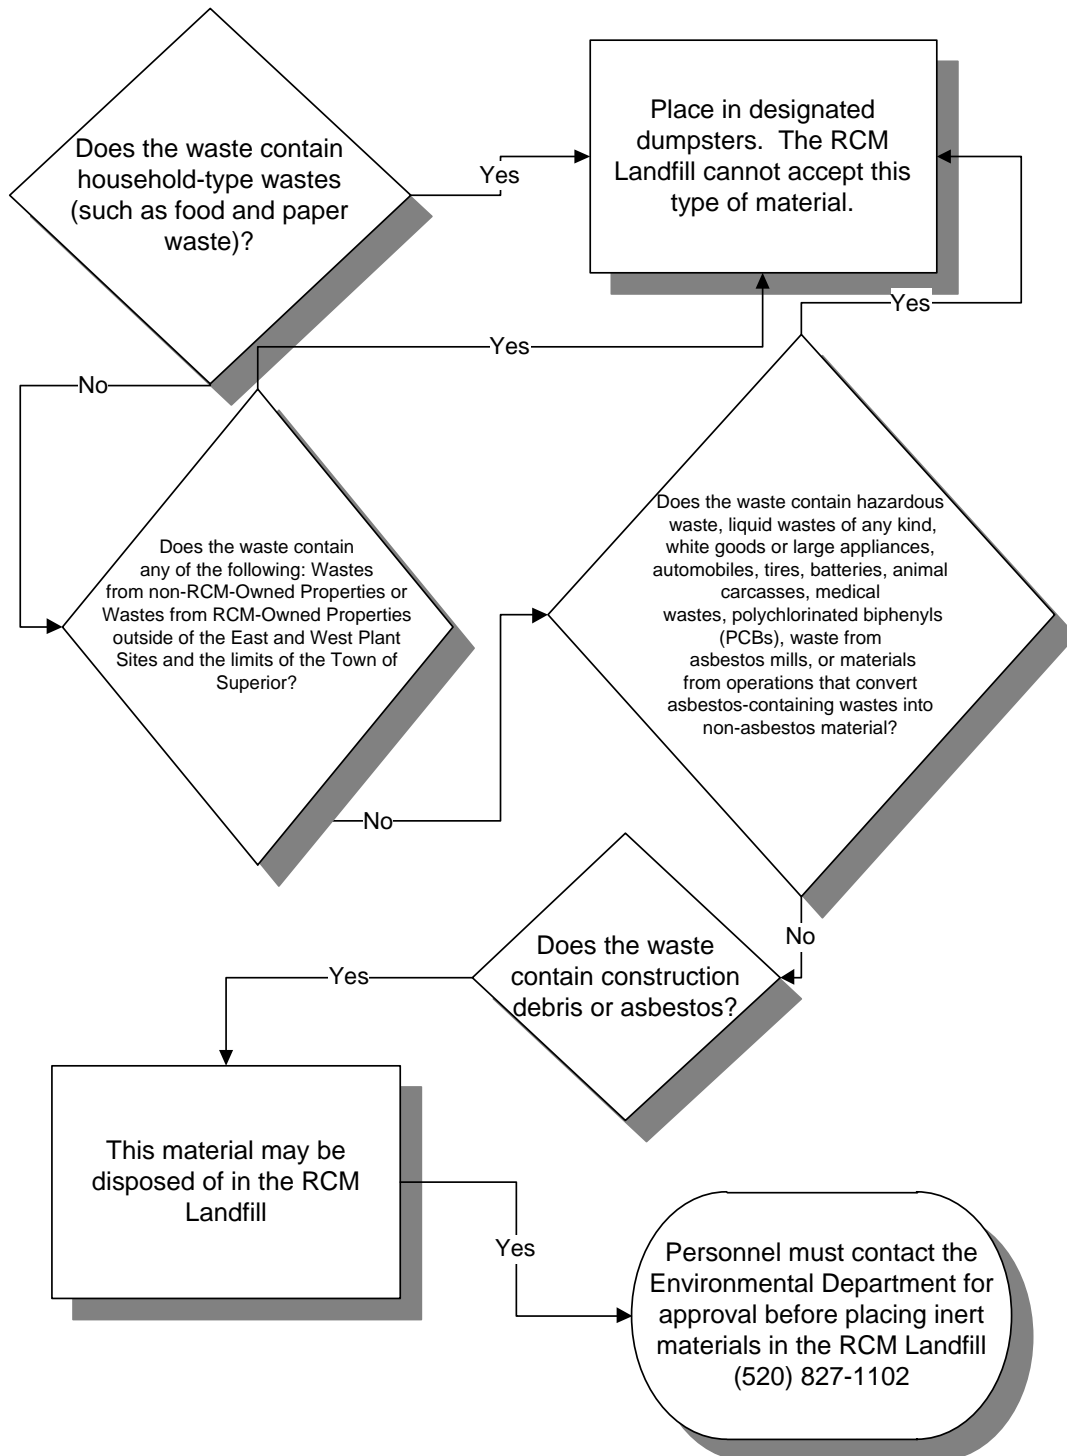 Does the waste contain
household-type wastes
(such as food and paper
waste)?
Yes
Place in designated
dumpsters.  The RCM
Landfill cannot accept this
type of material.
Yes
Yes
No
Does the waste contain
any of the following: Wastes
from non-RCM-Owned Properties or
Wastes from RCM-Owned Properties
outside of the East and West Plant
Sites and the limits of the Town of
Superior?
Does the waste contain hazardous
waste, liquid wastes of any kind,
white goods or large appliances,
automobiles, tires, batteries, animal
carcasses, medical
wastes, polychlorinated biphenyls
(PCBs), waste from
asbestos mills, or materials
from operations that convert
asbestos-containing wastes into
non-asbestos material?
No
No
Does the waste
contain construction
debris or asbestos?
Yes
This material may be
disposed of in the RCM
Landfill
Yes
Personnel must contact the
Environmental Department for
approval before placing inert
materials in the RCM Landfill
(520) 827-1102